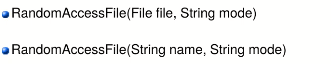 RandomAccessFile(File file, String mode)
RandomAccessFile(String name, String mode)